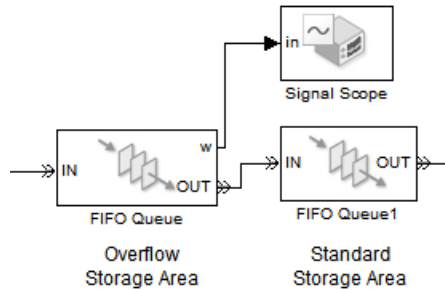 in
Signal Scope
w
IN
OUT
FIFO Queue
IN
OUT
FIFO Queue1
Overflow
Storage Area
Standard
Storage Area